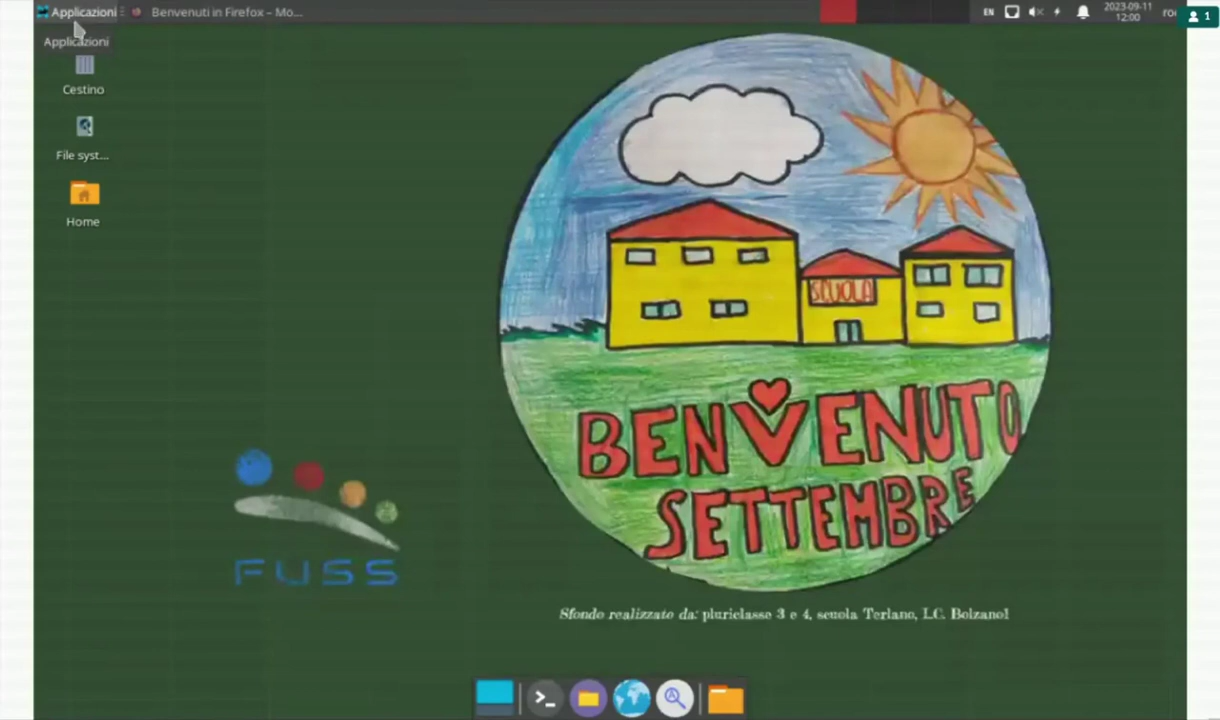 Applicazioni
Benvenuti in Firefox – Mo...
EN
2023-09-11
12:00
1
Applicazioni
Cestino
File syst...
Home
SCUOLA
BENVENUTO
SETTEMBRE
FUSS
Sfondo realizzato da: pluriclasse 3 e 4, scuola Terlano, I.C. Bolzano1